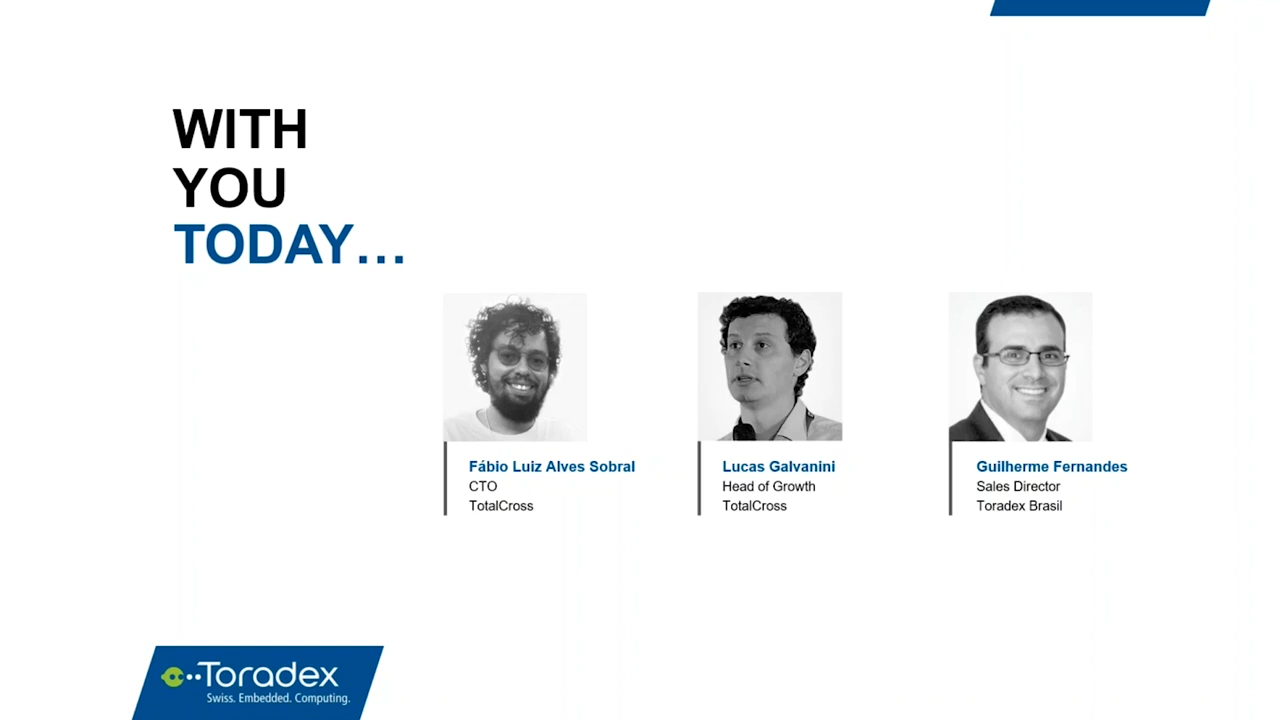 WITH
YOU
TODAY...
Fábio Luiz Alves Sobral
CTO
TotalCross
Lucas Galvanini
Head of Growth
TotalCross
Guilherme Fernandes
Sales Director
Toradex Brasil
Toradex
Swiss. Embedded. Computing.